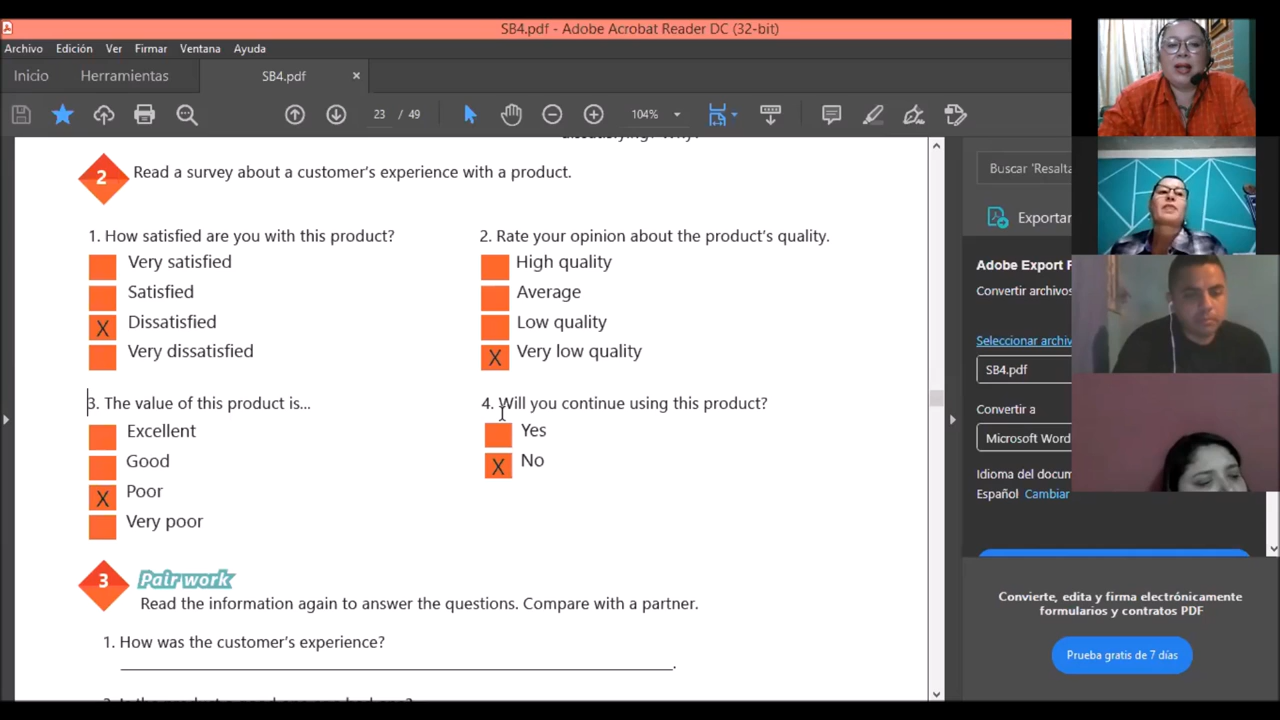 SB4.pdf - Adobe Acrobat Reader DC (32-bit)
Archivo Edición Ver Firmar Ventana Ayuda
Inicio Herramientas SB4.pdf ×
23 / 49 104%
2 Read a survey about a customer's experience with a product.
1. How satisfied are you with this product?
Very satisfied
Satisfied
X Dissatisfied
Very dissatisfied
2. Rate your opinion about the product's quality.
High quality
Average
Low quality
X Very low quality
3. The value of this product is...
Excellent
Good
X Poor
Very poor
4. Will you continue using this product?
Yes
X No
3 Pair work
Read the information again to answer the questions. Compare with a partner.
1. How was the customer's experience?
Buscar 'Resalta
Exportar
Adobe Export
Convertir archivos
Seleccionar archiv
SB4.pdf
Convertir a
Microsoft Word
Idioma del docum
Español Cambiar
Convierte, edita y firma electrónicamente
formularios y contratos PDF
Prueba gratis de 7 días